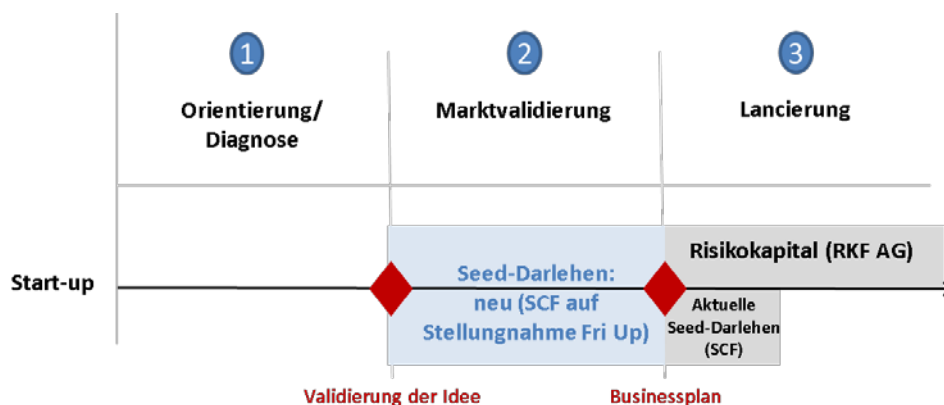 1
2
3
Orientierung/
Diagnose
Marktvalidierung
Lancierung
Start-up
Seed-Darlehen:
neu (SCF auf
Stellungnahme Fri Up)
Risikokapital (RKF AG)
Aktuelle
Seed-Darlehen
(SCF)
Validierung der Idee
Businessplan